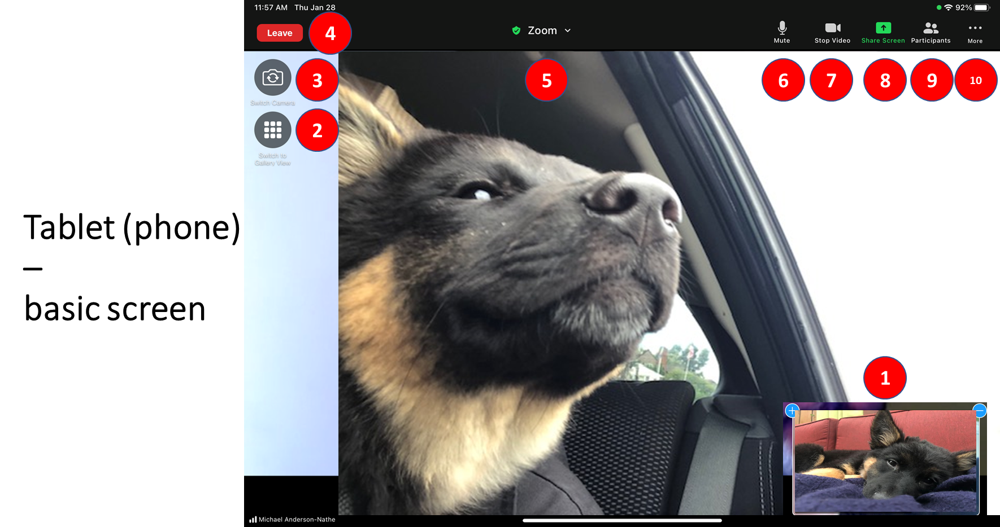 Tablet (phone)
–
basic screen
11:57 AM Thu Jan 28
92%
Leave
4
Zoom
Mute
Stop Video
Share Screen
Participants
More
3
5
6
7
8
9
10
Switch Camera
2
Switch to
Gallery View
1
Michael Anderson-Nathe